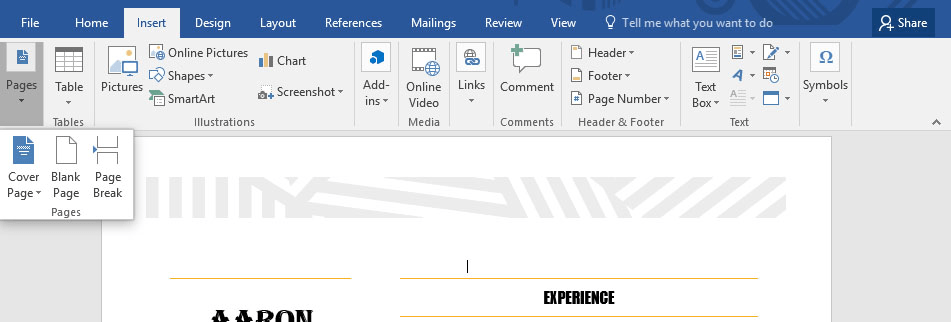 File Home Insert Design Layout References Mailings Review View Tell me what you want to do Share
Pages
Table
Pictures
Online Pictures
Shapes
SmartArt
Chart
Screenshot
Add-
ins
Online
Video
Links
Comment
Header
Footer
Page Number
Text
Box
Symbols
Tables Illustrations Media Comments Header & Footer Text
Cover
Page
Blank
Page
Page
Break
Pages
EXPERIENCE
AARON